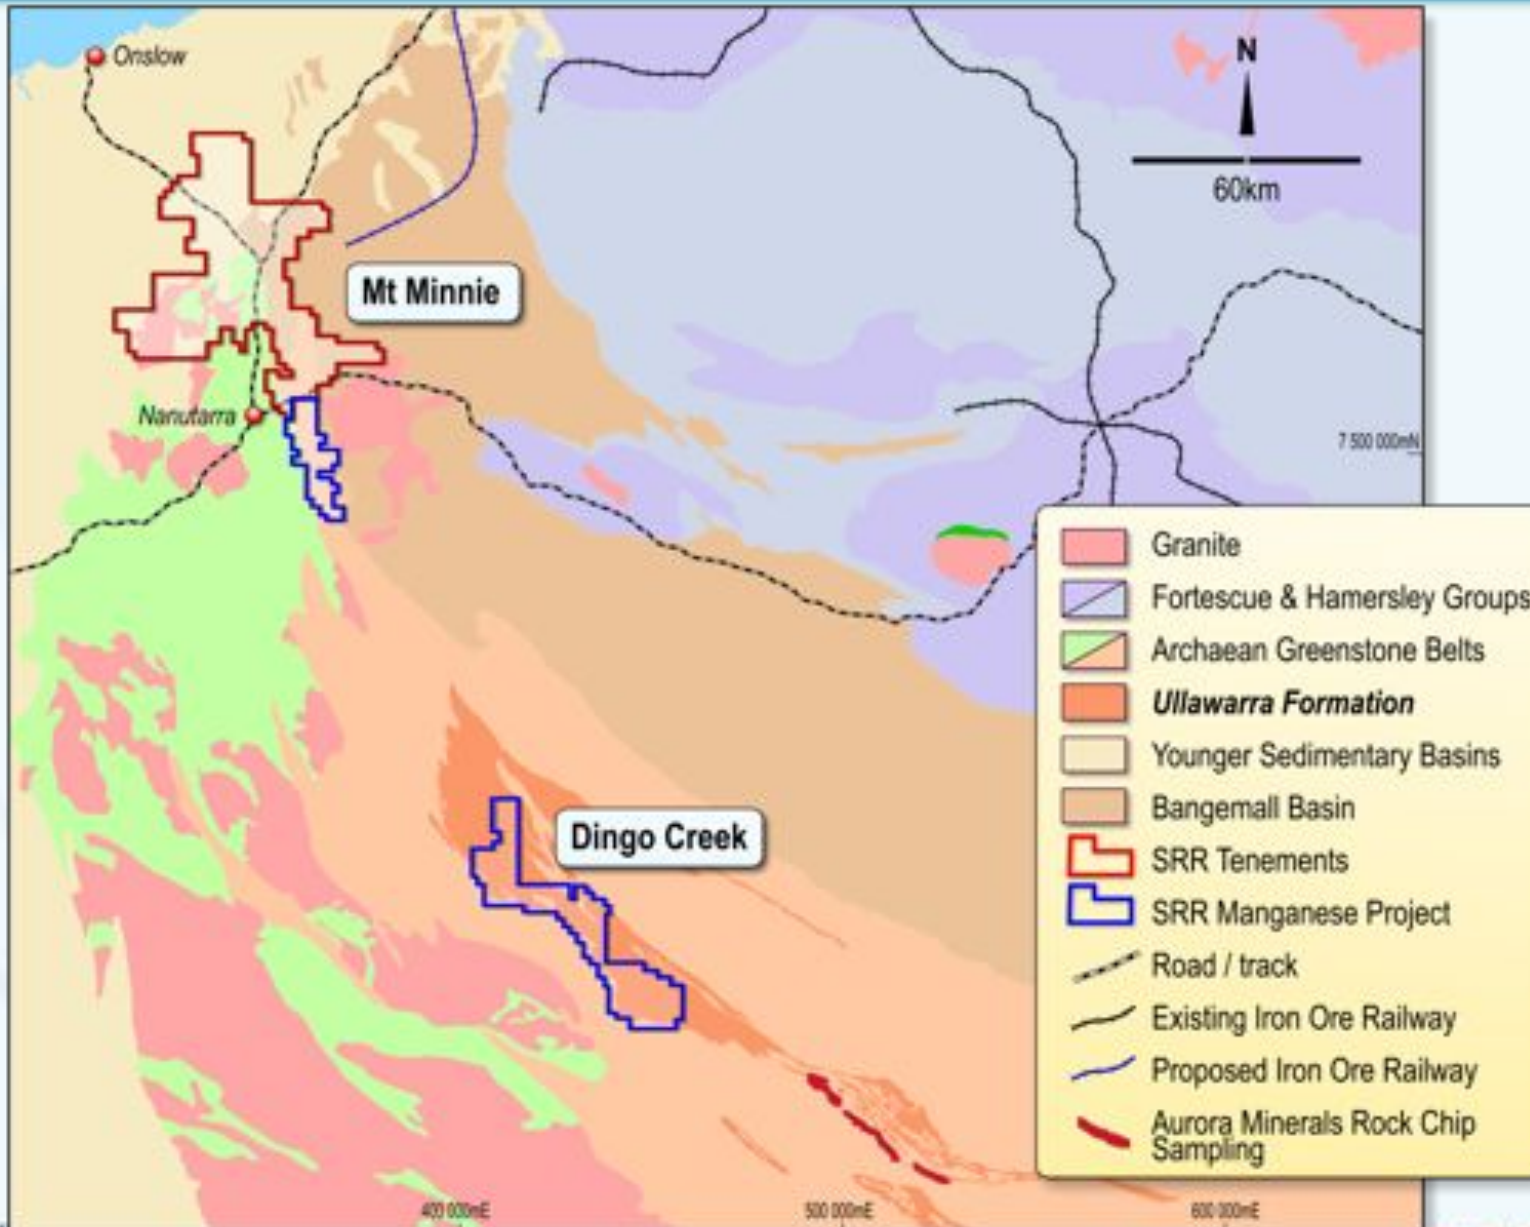 Onslow
N
60km
Mt Minnie
Nanutarra
7 500 000mN
Granite
Fortescue & Hamersley Groups
Archaean Greenstone Belts
Ullawarra Formation
Younger Sedimentary Basins
Bangemall Basin
SRR Tenements
SRR Manganese Project
Road / track
Existing Iron Ore Railway
Proposed Iron Ore Railway
Aurora Minerals Rock Chip
Sampling
Dingo Creek
400 000mE
500 000mE
600 000mE